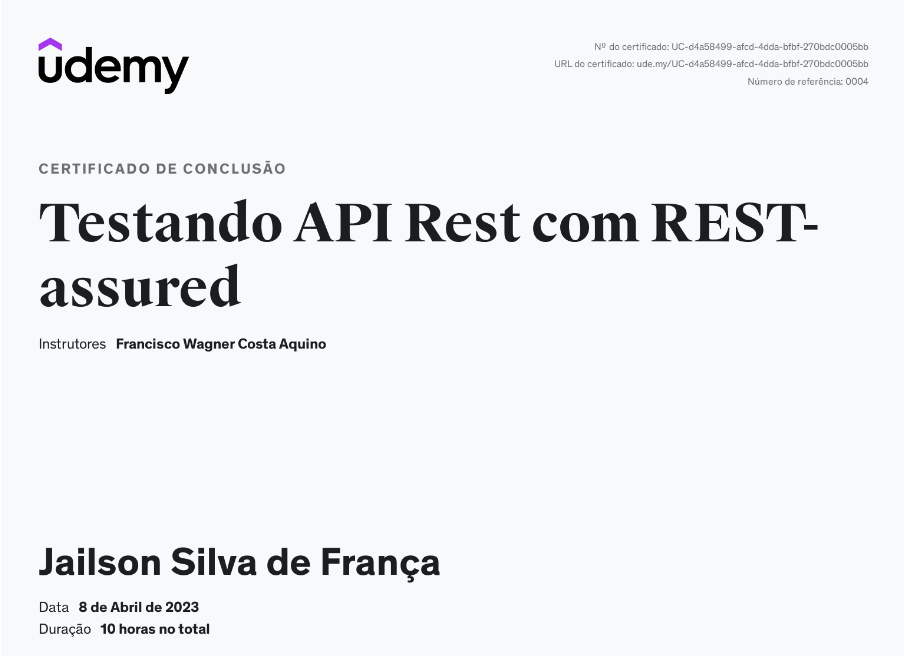 udemy
Nº do certificado: UC-d4a58499-afcd-4dda-bfbf-270bdc0005bb
URL do certificado: ude.my/UC-d4a58499-afcd-4dda-bfbf-270bdc0005bb
Número de referência: 0004
CERTIFICADO DE CONCLUSÃO
Testando API Rest com REST-
assured
Instrutores Francisco Wagner Costa Aquino
Jailson Silva de França
Data 8 de Abril de 2023
Duração 10 horas no total